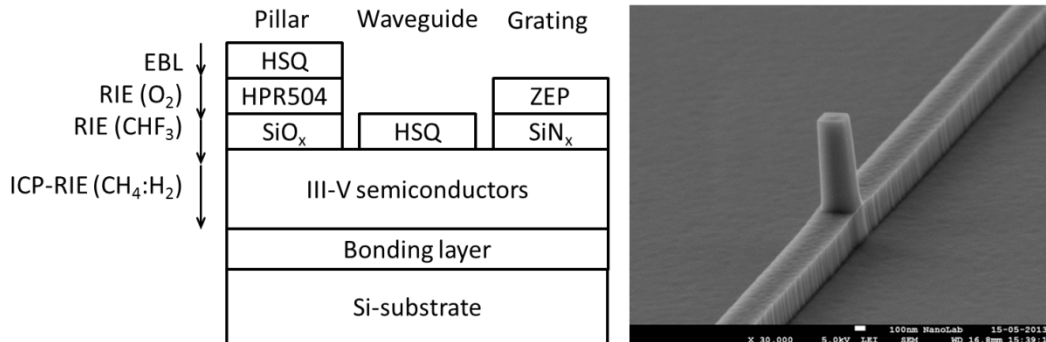 Pillar Waveguide Grating
EBL HSQ
RIE (O₂) HPR504 ZEP
RIE (CHF₃) SiOₓ HSQ SiNₓ
ICP-RIE (CH₄:H₂) III-V semiconductors
Bonding layer
Si-substrate
100nm NanoLab 15-05-2013
X 30,000 5.0kV LEI SEM WD 16.8mm